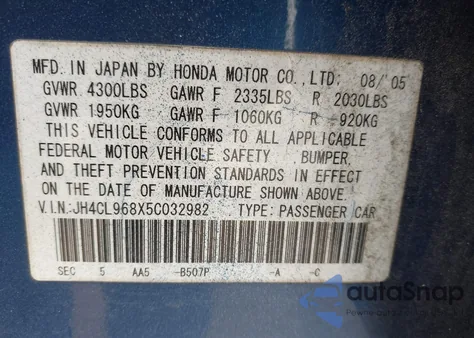 MFD. IN JAPAN BY HONDA MOTOR CO., LTD: 08/'05
GVWR 4300LBS GAWR F 2335LBS R 2030LBS
GVWR 1950KG GAWR F 1060KG R 920KG
THIS VEHICLE CONFORMS TO ALL APPLICABLE
FEDERAL MOTOR VEHICLE SAFETY BUMPER,
AND THEFT PREVENTION STANDARDS IN EFFECT
ON THE DATE OF MANUFACTURE SHOWN ABOVE.
V.I.N:JH4CL968X5C032982 TYPE: PASSENGER CAR
SEC 5 AA5 -B507P -A -C
autoSnap